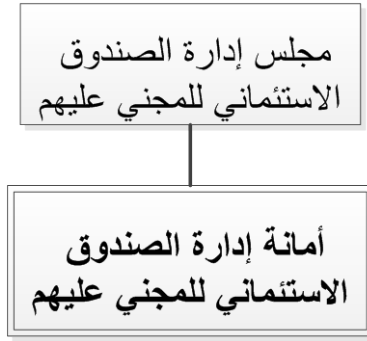 مجلس إدارة الصندوق
الاستئماني للمجني عليهم
أمانة إدارة الصندوق
الاستئماني للمجني عليهم